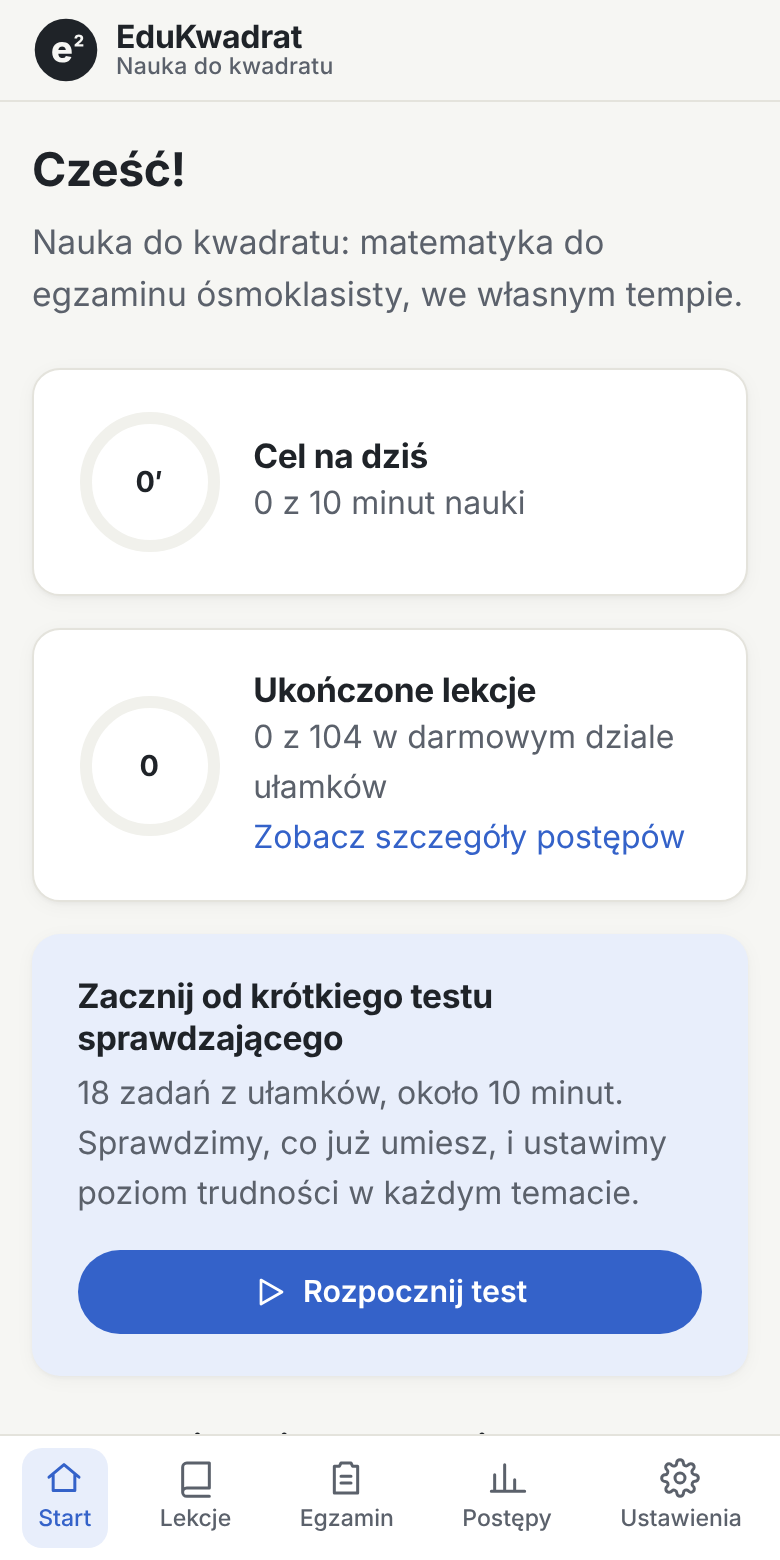 e²
EduKwadrat
Nauka do kwadratu
Cześć!
Nauka do kwadratu: matematyka do
egzaminu ósmoklasisty, we własnym tempie.
0′
Cel na dziś
0 z 10 minut nauki
0
Ukończone lekcje
0 z 104 w darmowym dziale
ułamków
Zobacz szczegóły postępów
Zacznij od krótkiego testu
sprawdzającego
18 zadań z ułamków, około 10 minut.
Sprawdzimy, co już umiesz, i ustawimy
poziom trudności w każdym temacie.
Rozpocznij test
Start
Lekcje
Egzamin
Postępy
Ustawienia